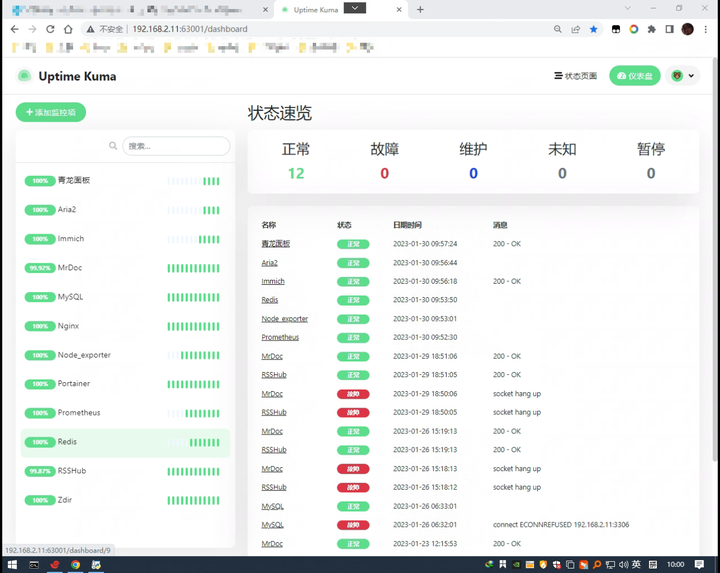 Uptime Kuma
不安全 192.168.2.11:63001/dashboard
Uptime Kuma
状态页面
仪表盘
添加监控项
状态速览
搜索...
正常 故障 维护 未知 暂停
12 0 0 0 0
100% 青龙面板
100% Aria2
100% Immich
99.92% MrDoc
100% MySQL
100% Nginx
100% Node_exporter
100% Portainer
100% Prometheus
100% Redis
99.87% RSSHub
100% Zdir
名称 状态 日期时间 消息
青龙面板 正常 2023-01-30 09:57:24 200 - OK
Aria2 正常 2023-01-30 09:56:44
Immich 正常 2023-01-30 09:56:18 200 - OK
Redis 正常 2023-01-30 09:53:50
Node_exporter 正常 2023-01-30 09:53:01
Prometheus 正常 2023-01-30 09:52:30
MrDoc 正常 2023-01-29 18:51:06 200 - OK
RSSHub 正常 2023-01-29 18:51:05 200 - OK
MrDoc 故障 2023-01-29 18:50:06 socket hang up
RSSHub 故障 2023-01-29 18:50:05 socket hang up
MrDoc 正常 2023-01-26 15:19:13 200 - OK
RSSHub 正常 2023-01-26 15:19:13 200 - OK
MrDoc 故障 2023-01-26 15:18:13 socket hang up
RSSHub 故障 2023-01-26 15:18:12 socket hang up
MySQL 正常 2023-01-26 06:33:01
MySQL 故障 2023-01-26 06:32:01 connect ECONNREFUSED 192.168.2.11:3306
MrDoc 正常 2023-01-23 12:15:53 200 - OK
192.168.2.11:63001/dashboard/9
英 10:00